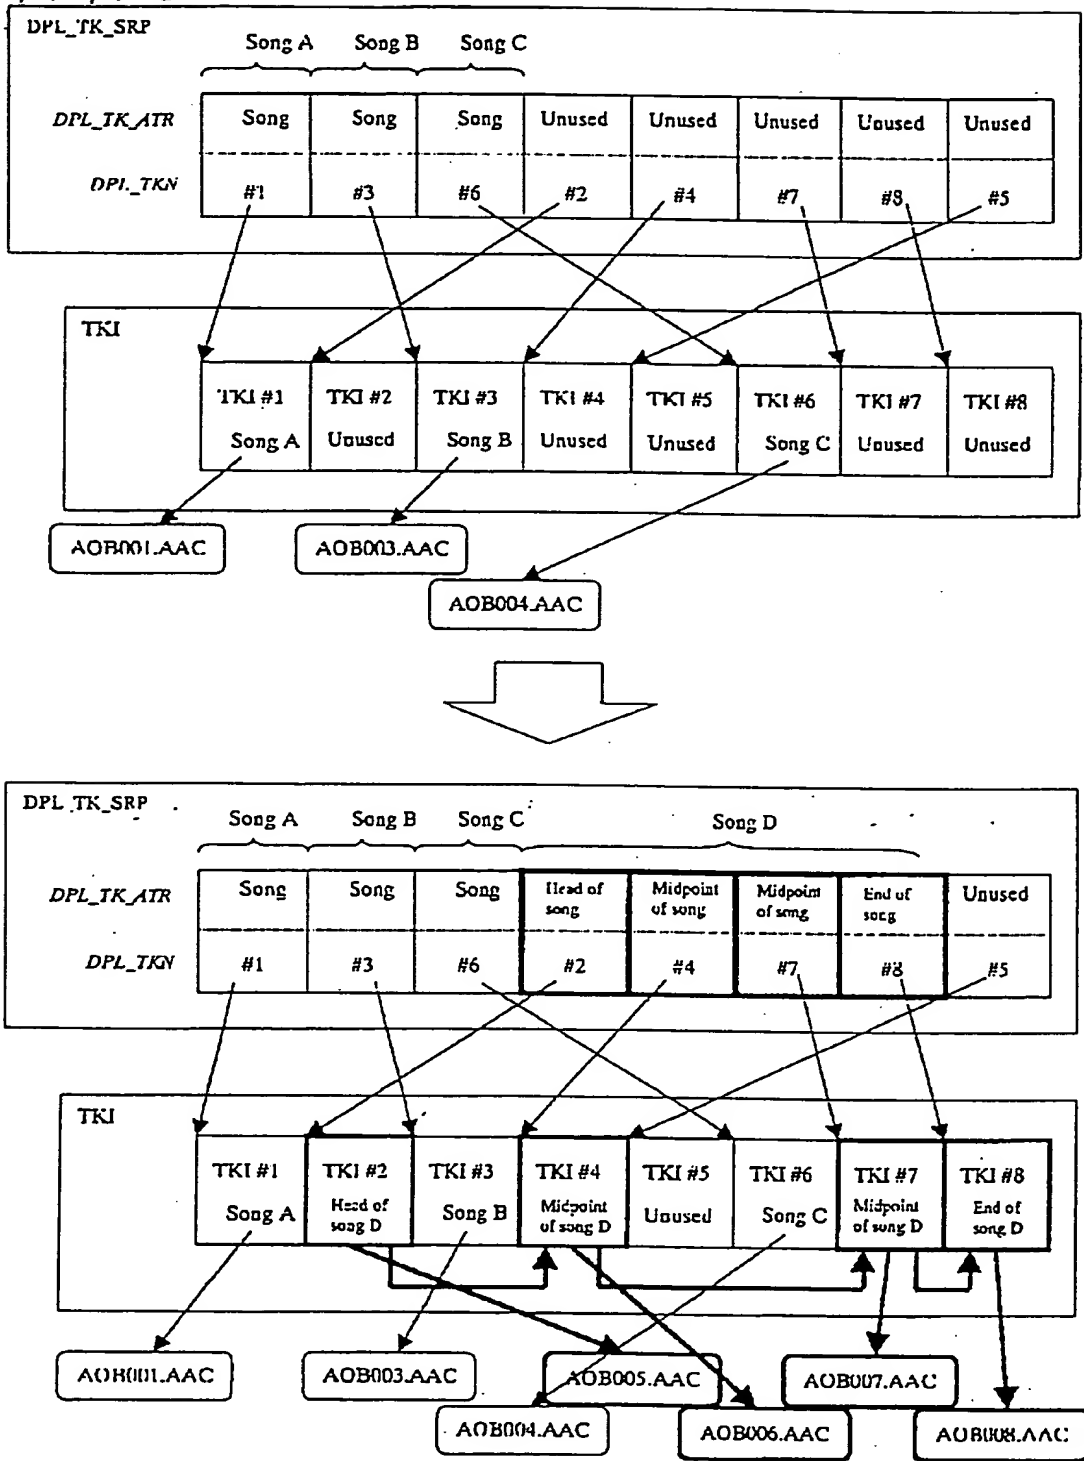 DPL_TK_SRP
Song A Song B Song C
DPL_TK_ATR Song Song Song Unused Unused Unused Unused Unused
DPL_TKN #1 #3 #6 #2 #4 #7 #8 #5
TKI
TKI #1 TKI #2 TKI #3 TKI #4 TKI #5 TKI #6 TKI #7 TKI #8
Song A Unused Song B Unused Unused Song C Unused Unused
AOB001.AAC AOB003.AAC
AOB004.AAC
DPL_TK_SRP
Song A Song B Song C Song D
DPL_TK_ATR Song Song Song Head of song Midpoint of song Midpoint of song End of song Unused
DPL_TKN #1 #3 #6 #2 #4 #7 #8 #5
TKI
TKI #1 TKI #2 TKI #3 TKI #4 TKI #5 TKI #6 TKI #7 TKI #8
Song A Head of song D Song B Midpoint of song D Unused Song C Midpoint of song D End of song D
AOB001.AAC AOB003.AAC AOB005.AAC AOB007.AAC
AOB004.AAC AOB006.AAC AOB008.AAC